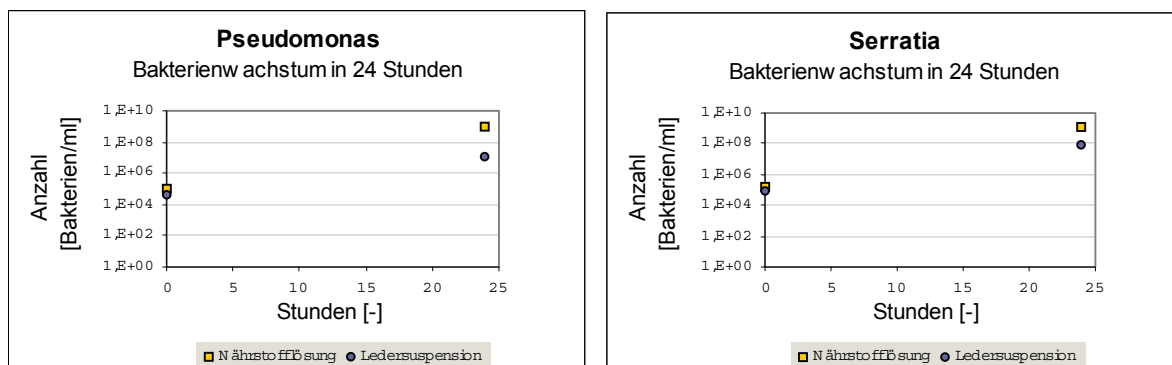 Pseudomonas
Bakterienw achstum in 24 Stunden
1,E+10
1,E+08
1,E+06
1,E+04
1,E+02
1,E+00
Anzahl
[Bakterien/ml]
0 5 10 15 20 25
Stunden [-]
N ährstofflösung Ledersuspension
Serratia
Bakterienw achstum in 24 Stunden
1,E+10
1,E+08
1,E+06
1,E+04
1,E+02
1,E+00
Anzahl
[Bakterien/ml]
0 5 10 15 20 25
Stunden [-]
N ährstofflösung Ledersuspension